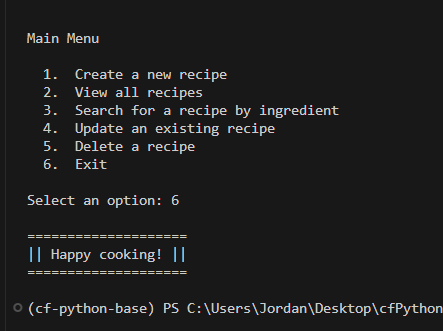 Main Menu
1. Create a new recipe
2. View all recipes
3. Search for a recipe by ingredient
4. Update an existing recipe
5. Delete a recipe
6. Exit
Select an option: 6
====================
|| Happy cooking! ||
====================
(cf-python-base) PS C:\Users\Jordan\Desktop\cfPython